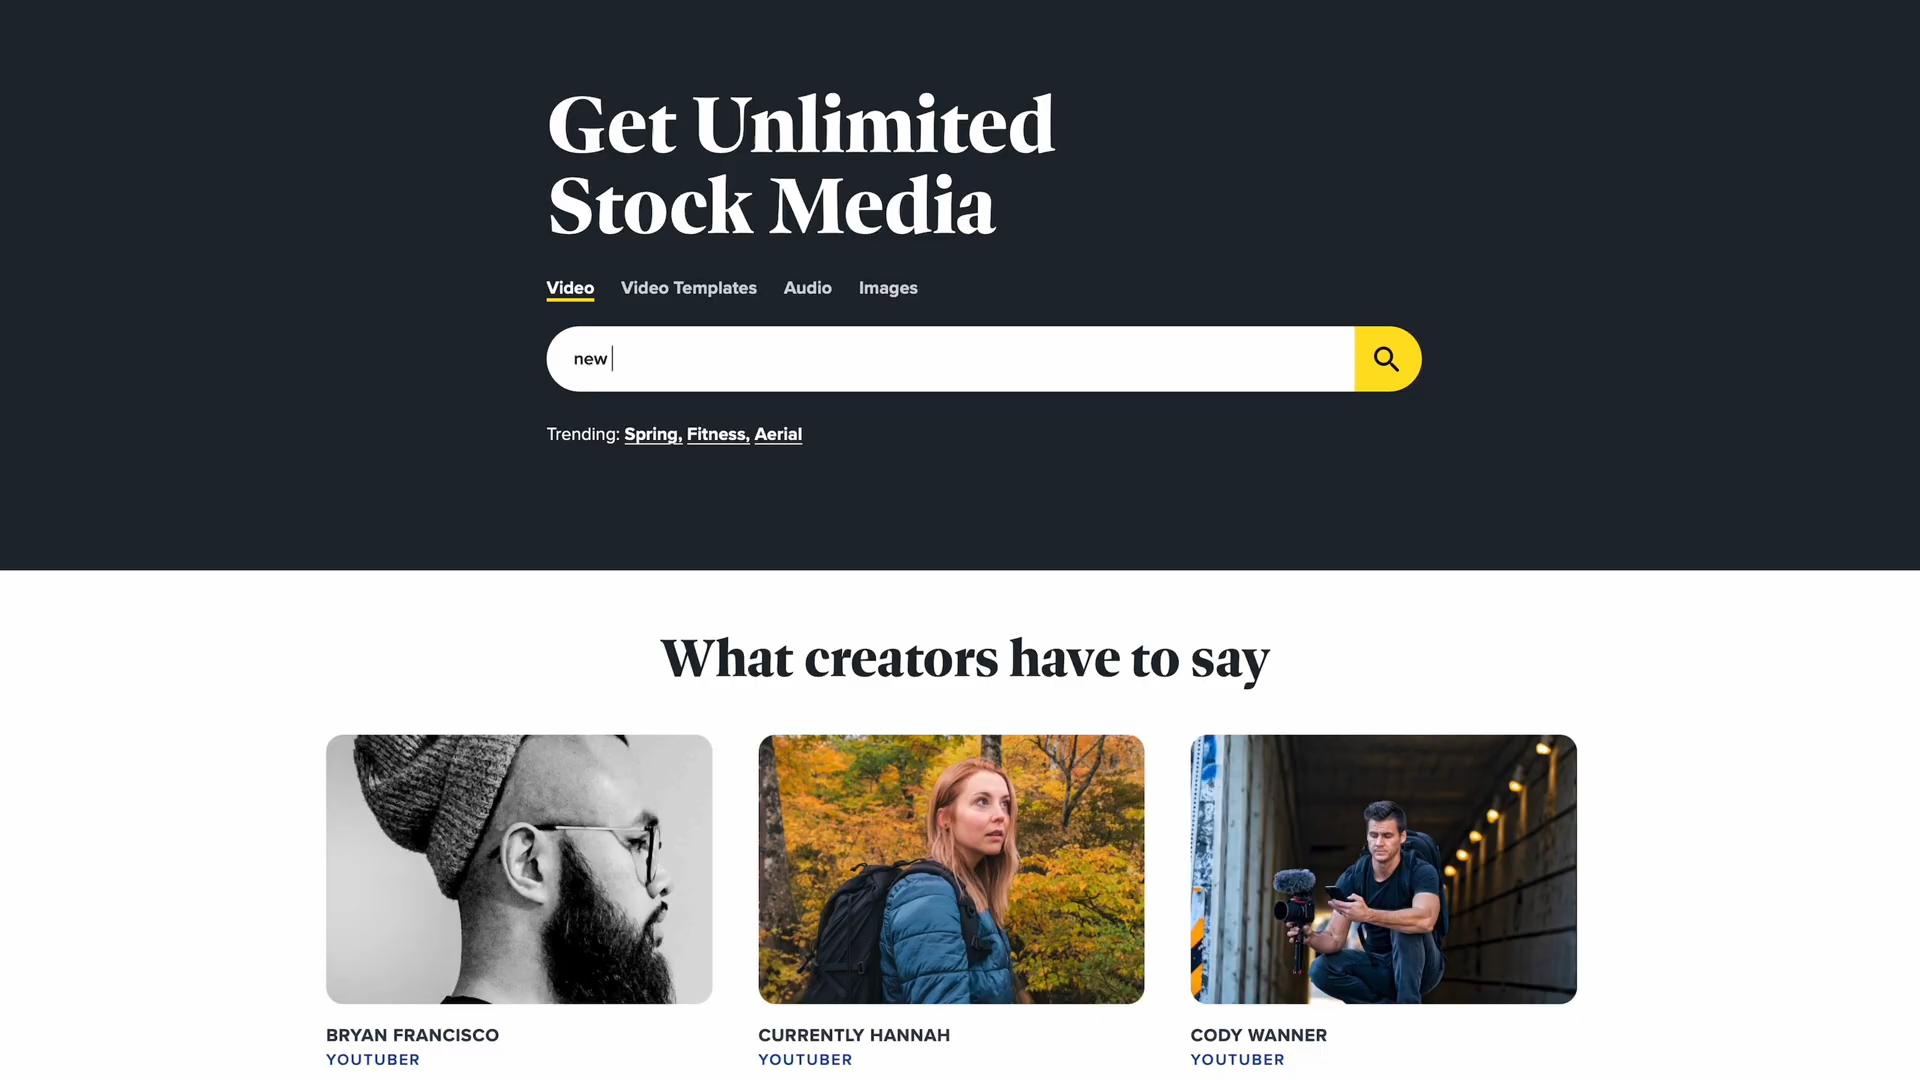 Get Unlimited
Stock Media
Video Video Templates Audio Images
new
Trending: Spring, Fitness, Aerial
What creators have to say
BRYAN FRANCISCO
YOUTUBER
CURRENTLY HANNAH
YOUTUBER
CODY WANNER
YOUTUBER